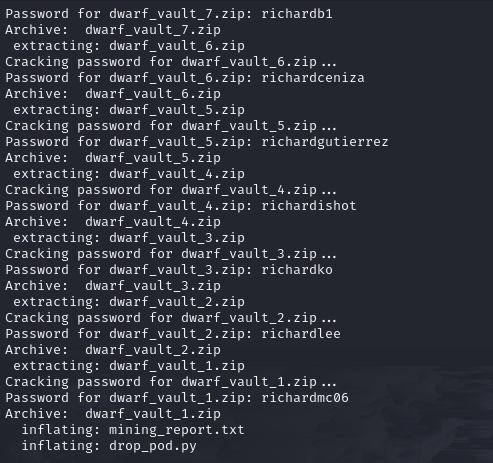 Password for dwarf_vault_7.zip: richardb1
Archive:  dwarf_vault_7.zip
 extracting: dwarf_vault_6.zip
Cracking password for dwarf_vault_6.zip...
Password for dwarf_vault_6.zip: richardceniza
Archive:  dwarf_vault_6.zip
 extracting: dwarf_vault_5.zip
Cracking password for dwarf_vault_5.zip...
Password for dwarf_vault_5.zip: richardgutierrez
Archive:  dwarf_vault_5.zip
 extracting: dwarf_vault_4.zip
Cracking password for dwarf_vault_4.zip...
Password for dwarf_vault_4.zip: richardishot
Archive:  dwarf_vault_4.zip
 extracting: dwarf_vault_3.zip
Cracking password for dwarf_vault_3.zip...
Password for dwarf_vault_3.zip: richardko
Archive:  dwarf_vault_3.zip
 extracting: dwarf_vault_2.zip
Cracking password for dwarf_vault_2.zip...
Password for dwarf_vault_2.zip: richardlee
Archive:  dwarf_vault_2.zip
 extracting: dwarf_vault_1.zip
Cracking password for dwarf_vault_1.zip...
Password for dwarf_vault_1.zip: richardmc06
Archive:  dwarf_vault_1.zip
  inflating: mining_report.txt
  inflating: drop_pod.py